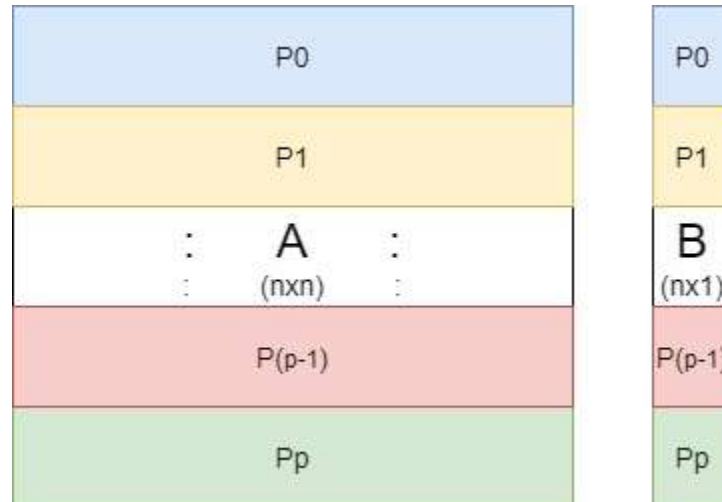 P0
P0
P1
P1
: A :
B
: (nxn) :
(nx1)
P(p-1)
P(p-1)
Pp
Pp